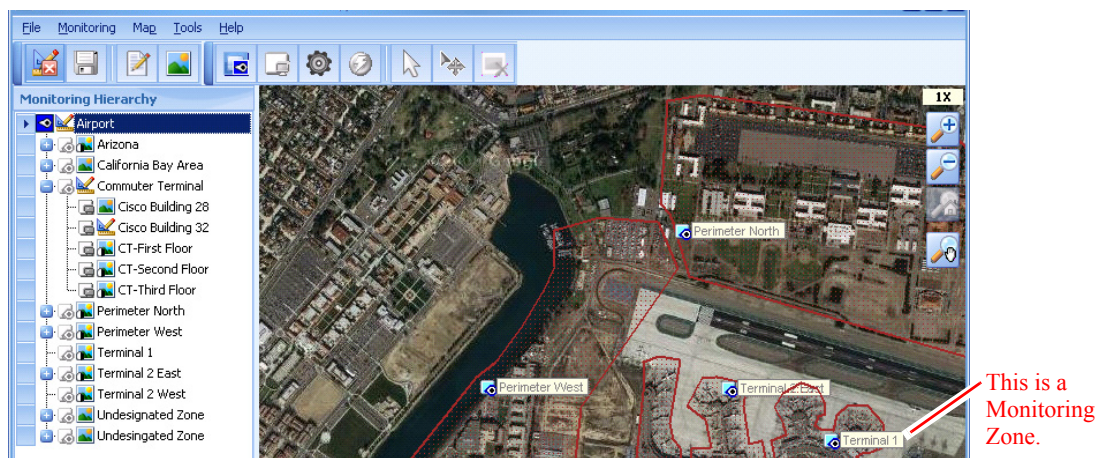 File Monitoring Map Tools Help
Monitoring Hierarchy
Airport
Arizona
California Bay Area
Commuter Terminal
Cisco Building 28
Cisco Building 32
CT-First Floor
CT-Second Floor
CT-Third Floor
Perimeter North
Perimeter West
Terminal 1
Terminal 2 East
Terminal 2 West
Undesignated Zone
Undesingated Zone
1X
Perimeter North
Perimeter West
Terminal 2 East
Terminal 1
This is a
Monitoring
Zone.